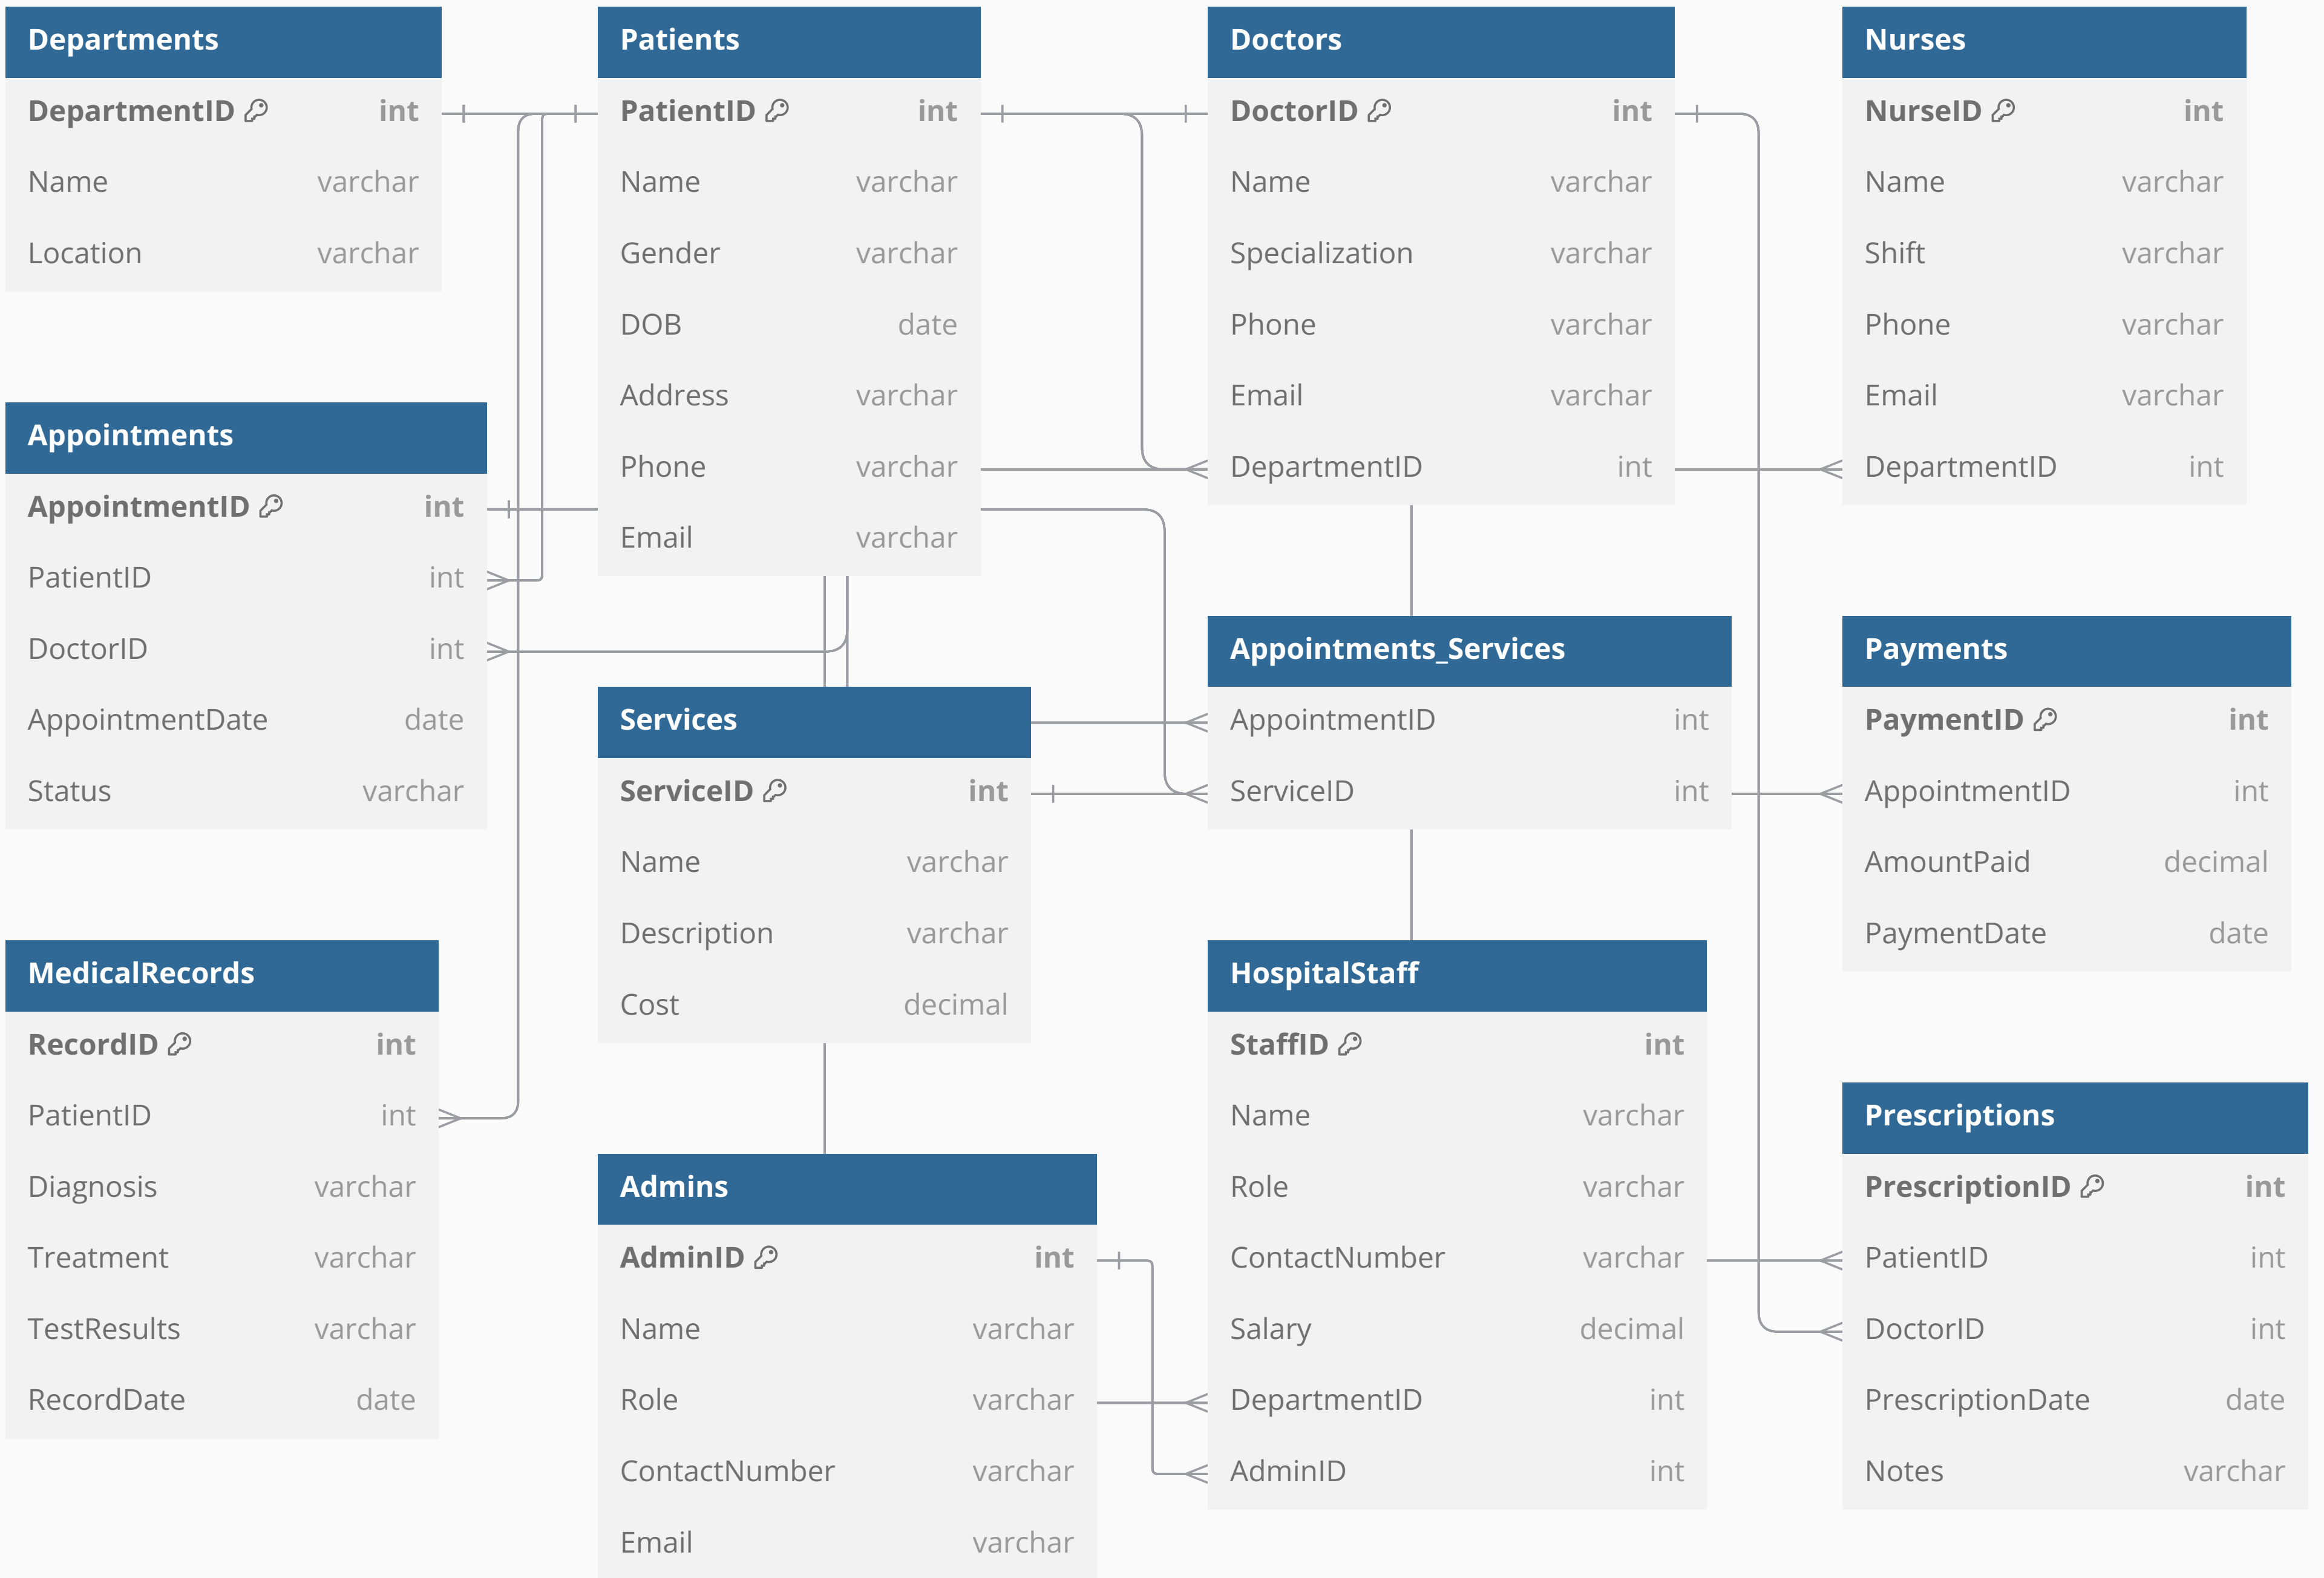 Departments
DepartmentID int
Name varchar
Location varchar
Patients
PatientID int
Name varchar
Gender varchar
DOB date
Address varchar
Phone varchar
Email varchar
Doctors
DoctorID int
Name varchar
Specialization varchar
Phone varchar
Email varchar
DepartmentID int
Nurses
NurseID int
Name varchar
Shift varchar
Phone varchar
Email varchar
DepartmentID int
Appointments
AppointmentID int
PatientID int
DoctorID int
AppointmentDate date
Status varchar
Services
ServiceID int
Name varchar
Description varchar
Cost decimal
Appointments_Services
AppointmentID int
ServiceID int
Payments
PaymentID int
AppointmentID int
AmountPaid decimal
PaymentDate date
MedicalRecords
RecordID int
PatientID int
Diagnosis varchar
Treatment varchar
TestResults varchar
RecordDate date
Admins
AdminID int
Name varchar
Role varchar
ContactNumber varchar
Email varchar
HospitalStaff
StaffID int
Name varchar
Role varchar
ContactNumber varchar
Salary decimal
DepartmentID int
AdminID int
Prescriptions
PrescriptionID int
PatientID int
DoctorID int
PrescriptionDate date
Notes varchar